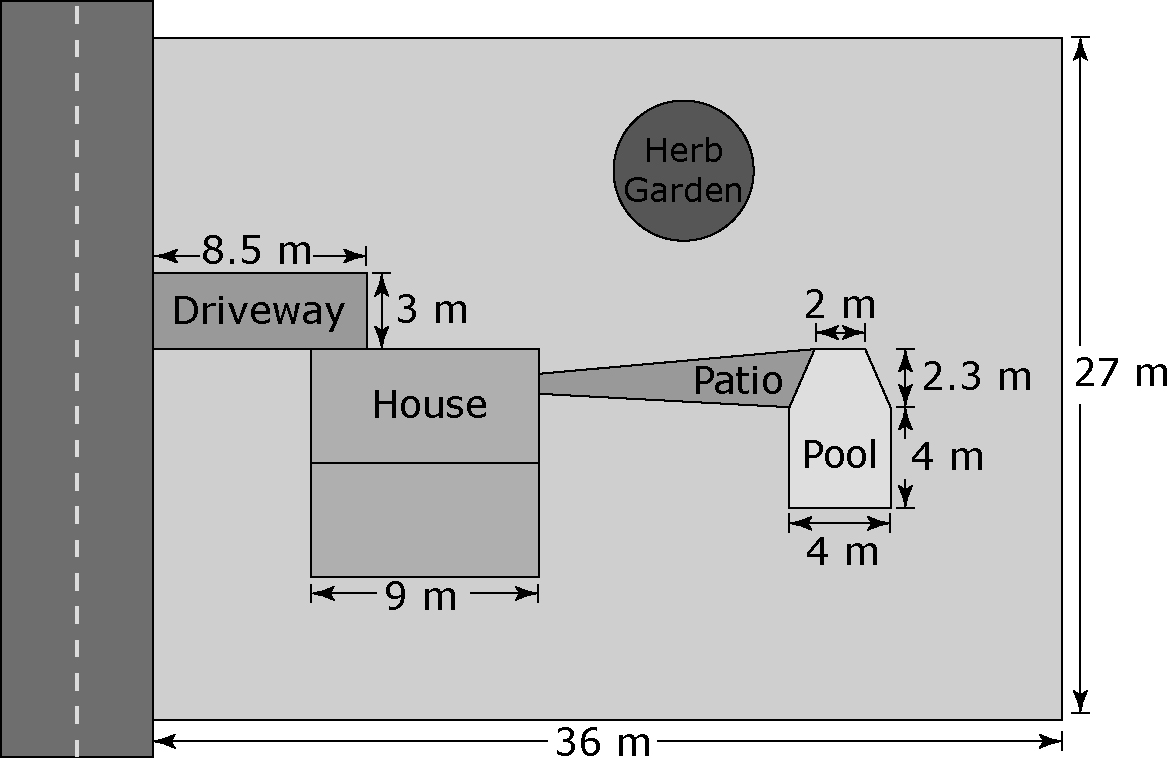 Herb
Garden
8.5 m
Driveway
3 m
2 m
House
Patio
2.3 m
27 m
Pool
4 m
4 m
9 m
36 m